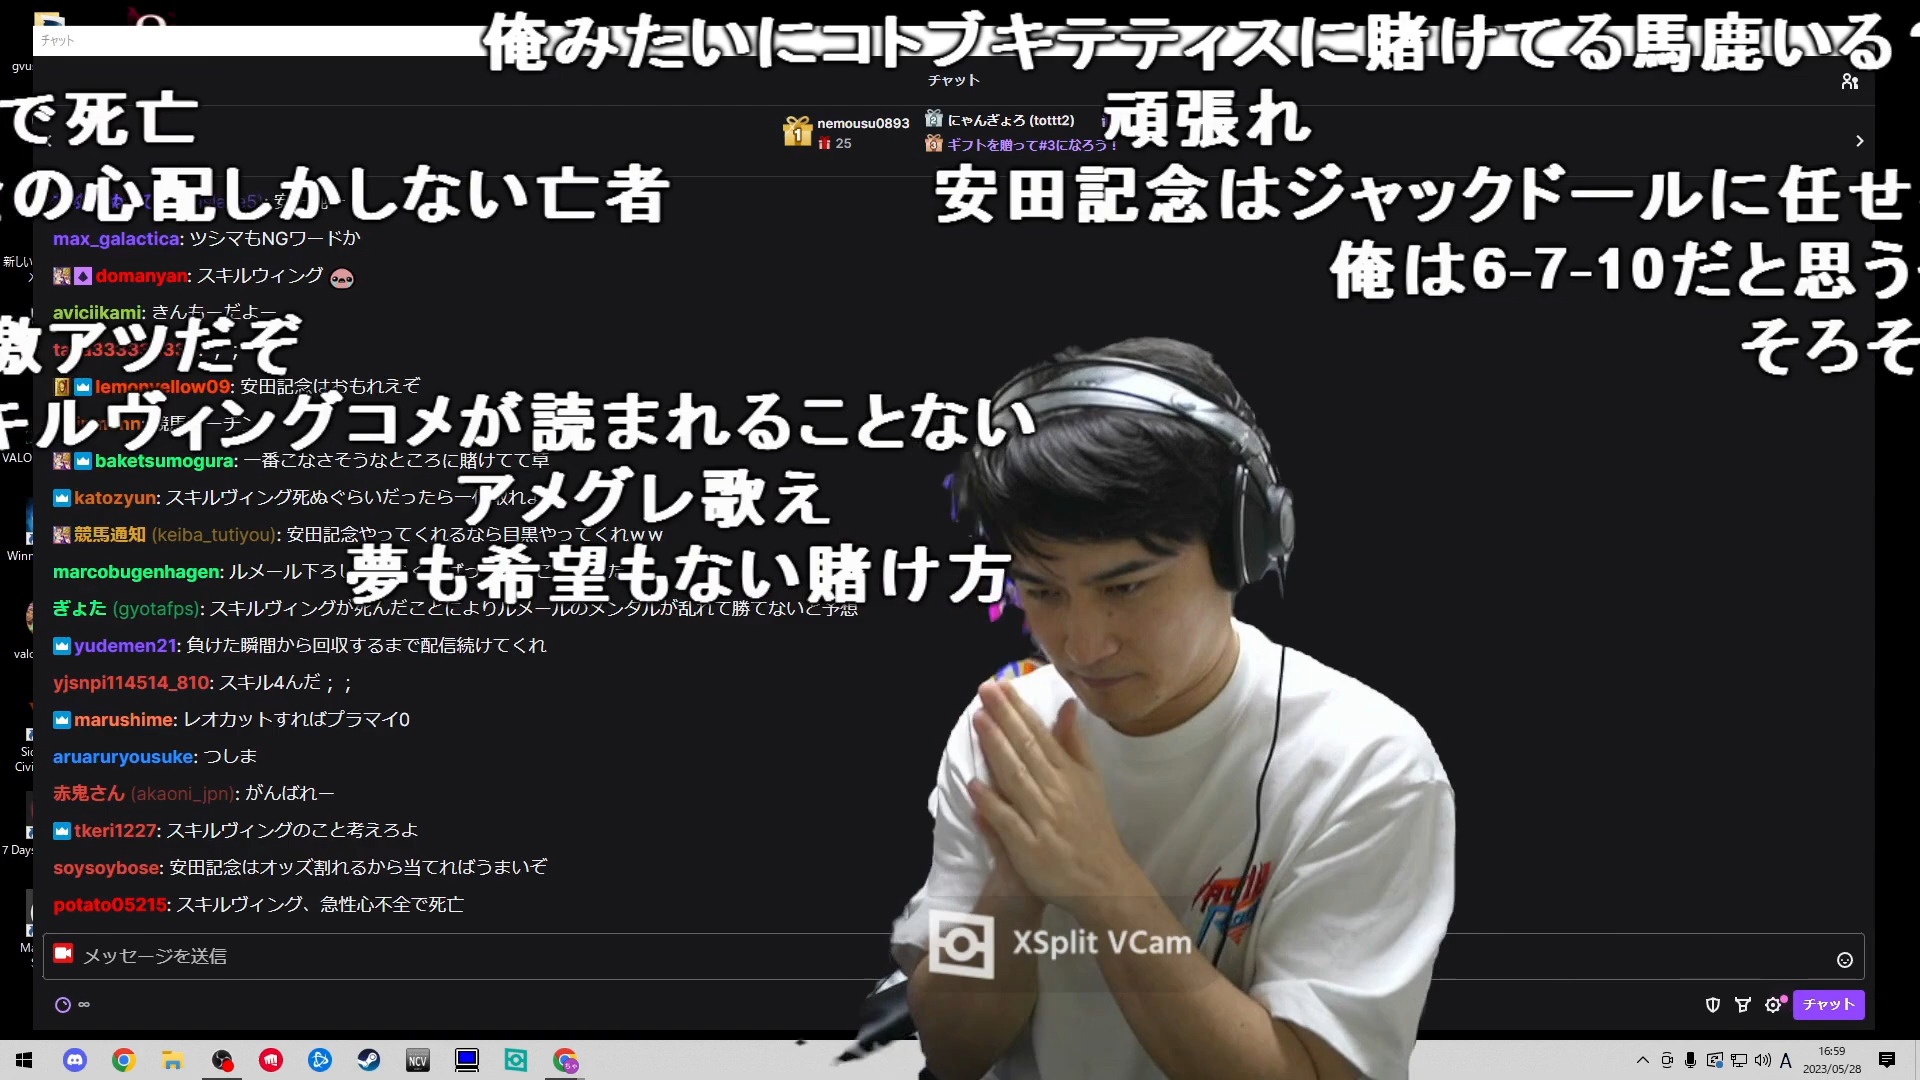 チャット
俺みたいにコトブキテティスに賭けてる馬鹿いる？
チャット
で死亡
nemousu0893
25
にゃんぎょろ (tottt2)
ギフトを贈って#3になろう！
頑張れ
の心配しかしない亡者
安田記念はジャックドールに任せ
max_galactica: ツシマもNGワードか
俺は6-7-10だと思う
domanyan: スキルウィング
aviciikami: きんもーだよー
激アツだぞ
そろそ
lemonyellow09: 安田記念はおもれえぞ
キルヴィングコメが読まれることない
baketsumogura: 一番こなさそうなところに賭けてて草
VALO
katozyun: スキルヴィング死ぬぐらいだったら一
アメグレ歌え
競馬通知 (keiba_tutiyou): 安田記念やってくれるなら目黒やってくれｗｗ
Winn
marcobugenhagen: ルメール下ろし
夢も希望もない賭け方
ぎょた (gyotafps): スキルヴィングが死んだことによりルメールのメンタルが乱れて勝てないと予想
yudemen21: 負けた瞬間から回収するまで配信続けてくれ
valo
yjsnpi114514_810: スキル4んだ；；
marushime: レオカットすればプラマイ0
aruaruryousuke: つしま
Sid
Civi
赤鬼さん (akaoni_jpn): がんばれー
tkeri1227: スキルヴィングのこと考えろよ
7 Days
soysoybose: 安田記念はオッズ割れるから当てればうまいぞ
potato05215: スキルヴィング、急性心不全で死亡
XSplit VCam
メッセージを送信
∞
チャット
NCV
A
16:59
2023/05/28